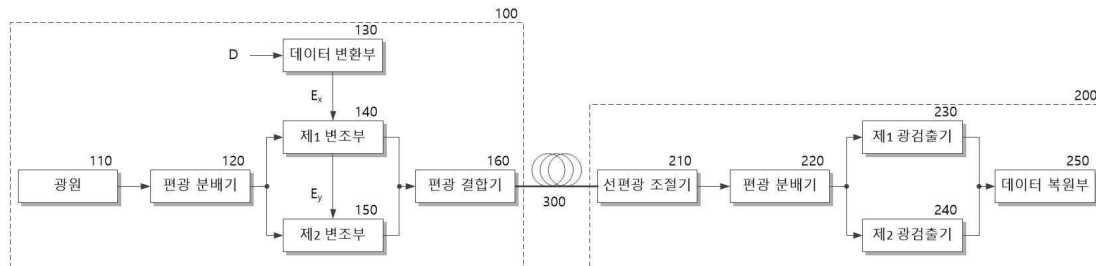 100
130
D
데이터 변환부
Eₓ
140
제1 변조부
110
120
160
광원
편광 분배기
편광 결합기
E_y
150
제2 변조부
300
200
230
제1 광검출기
210
220
250
선편광 조절기
편광 분배기
데이터 복원부
240
제2 광검출기